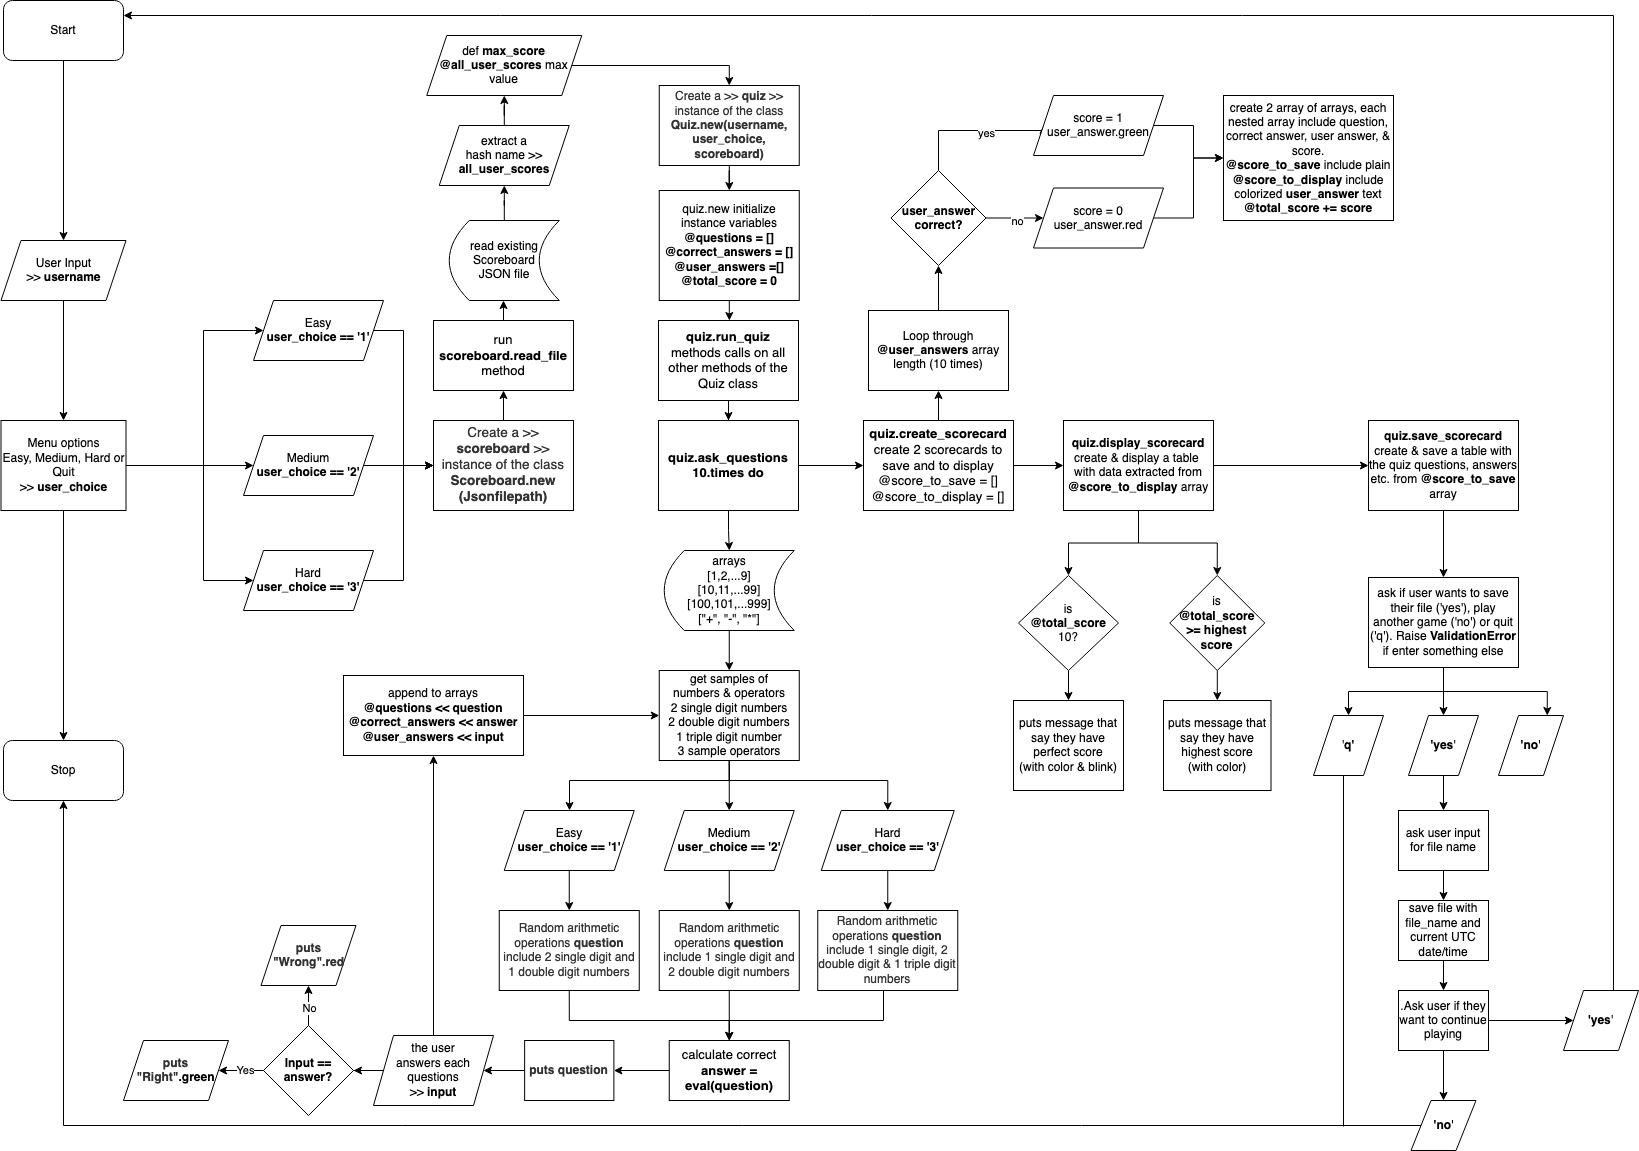 Start
User Input
>> username
Menu options
Easy, Medium, Hard or
Quit
>> user_choice
Stop
Easy
user_choice == '1'
Medium
user_choice == '2'
Hard
user_choice == '3'
def max_score
@all_user_scores max
value
extract a
hash name >>
all_user_scores
read existing
Scoreboard
JSON file
run
scoreboard.read_file
method
Create a >>
scoreboard >>
instance of the class
Scoreboard.new
(Jsonfilepath)
Create a >> quiz >>
instance of the class
Quiz.new(username,
user_choice,
scoreboard)
quiz.new initialize
instance variables
@questions = []
@correct_answers = []
@user_answers =[]
@total_score = 0
quiz.run_quiz
methods calls on all
other methods of the
Quiz class
quiz.ask_questions
10.times do
arrays
[1,2,...9]
[10,11,...99]
[100,101,...999]
["+", "-", "*"]
get samples of
numbers & operators
2 single digit numbers
2 double digit numbers
1 triple digit number
3 sample operators
append to arrays
@questions << question
@correct_answers << answer
@user_answers << input
Easy
user_choice == '1'
Medium
user_choice == '2'
Hard
user_choice == '3'
Random arithmetic
operations question
include 2 single digit and
1 double digit numbers
Random arithmetic
operations question
include 1 single digit and
2 double digit numbers
Random arithmetic
operations question
include 1 single digit, 2
double digit & 1 triple digit
numbers
calculate correct
answer =
eval(question)
puts question
the user
answers each
questions
>> input
Input ==
answer?
No
puts
"Wrong".red
Yes
puts
"Right".green
quiz.create_scorecard
create 2 scorecards to
save and to display
@score_to_save = []
@score_to_display = []
Loop through
@user_answers array
length (10 times)
user_answer
correct?
yes
score = 1
user_answer.green
no
score = 0
user_answer.red
create 2 array of arrays, each
nested array include question,
correct answer, user answer, &
score.
@score_to_save include plain
@score_to_display include
colorized user_answer text
@total_score += score
quiz.display_scorecard
create & display a table
with data extracted from
@score_to_display array
is
@total_score
10?
is
@total_score
>= highest
score
puts message that
say they have
perfect score
(with color & blink)
puts message that
say they have
highest score
(with color)
quiz.save_scorecard
create & save a table with
the quiz questions, answers
etc. from @score_to_save
array
ask if user wants to save
their file ('yes'), play
another game ('no') or quit
('q'). Raise ValidationError
if enter something else
'q'
'yes'
'no'
ask user input
for file name
save file with
file_name and
current UTC
date/time
.Ask user if they
want to continue
playing
'yes'
'no'